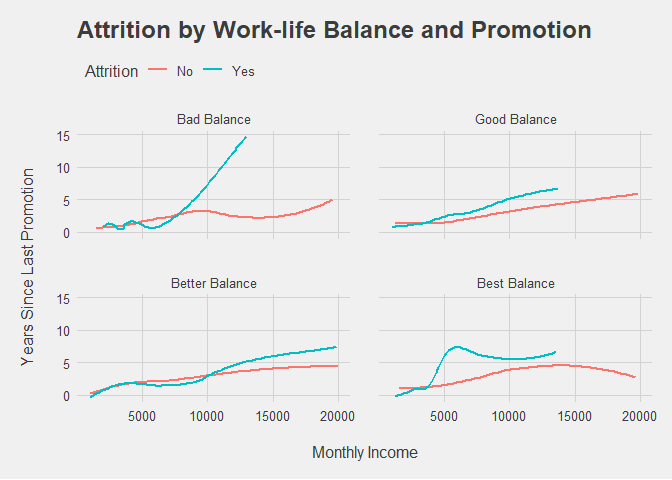 Attrition by Work-life Balance and Promotion
Attrition No Yes
Bad Balance Good Balance
15
10
5
0
Better Balance Best Balance
15
10
5
0
5000 10000 15000 20000 5000 10000 15000 20000
Years Since Last Promotion
Monthly Income